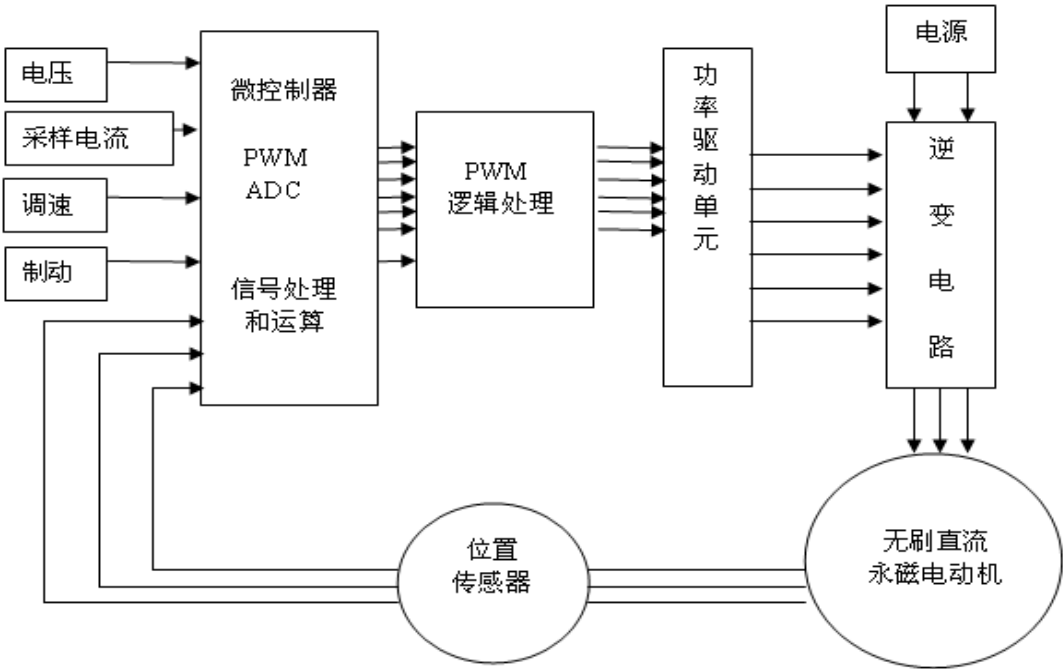 电压
采样电流
调速
制动
微控制器
PWM
ADC
信号处理
和运算
PWM
逻辑处理
功
率
驱
动
单
元
电源
逆
变
电
路
位置
传感器
无刷直流
永磁电动机